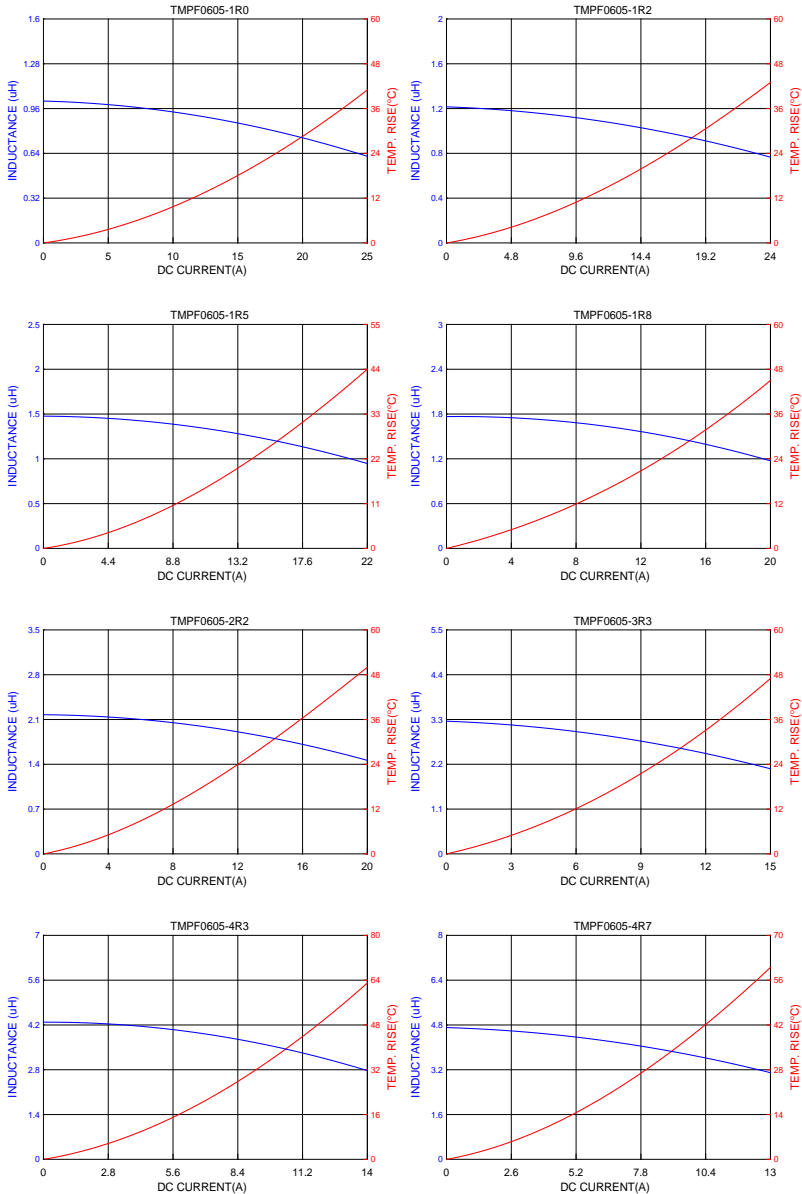 TMPF0605-1R0
1.6
1.28
0.96
0.64
0.32
0
INDUCTANCE (uH)
60
48
36
24
12
0
TEMP. RISE(°C)
0 5 10 15 20 25
DC CURRENT(A)
TMPF0605-1R2
2
1.6
1.2
0.8
0.4
0
INDUCTANCE (uH)
60
48
36
24
12
0
TEMP. RISE(°C)
0 4.8 9.6 14.4 19.2 24
DC CURRENT(A)
TMPF0605-1R5
2.5
2
1.5
1
0.5
0
INDUCTANCE (uH)
55
44
33
22
11
0
TEMP. RISE(°C)
0 4.4 8.8 13.2 17.6 22
DC CURRENT(A)
TMPF0605-1R8
3
2.4
1.8
1.2
0.6
0
INDUCTANCE (uH)
60
48
36
24
12
0
TEMP. RISE(°C)
0 4 8 12 16 20
DC CURRENT(A)
TMPF0605-2R2
3.5
2.8
2.1
1.4
0.7
0
INDUCTANCE (uH)
60
48
36
24
12
0
TEMP. RISE(°C)
0 4 8 12 16 20
DC CURRENT(A)
TMPF0605-3R3
5.5
4.4
3.3
2.2
1.1
0
INDUCTANCE (uH)
60
48
36
24
12
0
TEMP. RISE(°C)
0 3 6 9 12 15
DC CURRENT(A)
TMPF0605-4R3
7
5.6
4.2
2.8
1.4
0
INDUCTANCE (uH)
80
64
48
32
16
0
TEMP. RISE(°C)
0 2.8 5.6 8.4 11.2 14
DC CURRENT(A)
TMPF0605-4R7
8
6.4
4.8
3.2
1.6
0
INDUCTANCE (uH)
70
56
42
28
14
0
TEMP. RISE(°C)
0 2.6 5.2 7.8 10.4 13
DC CURRENT(A)